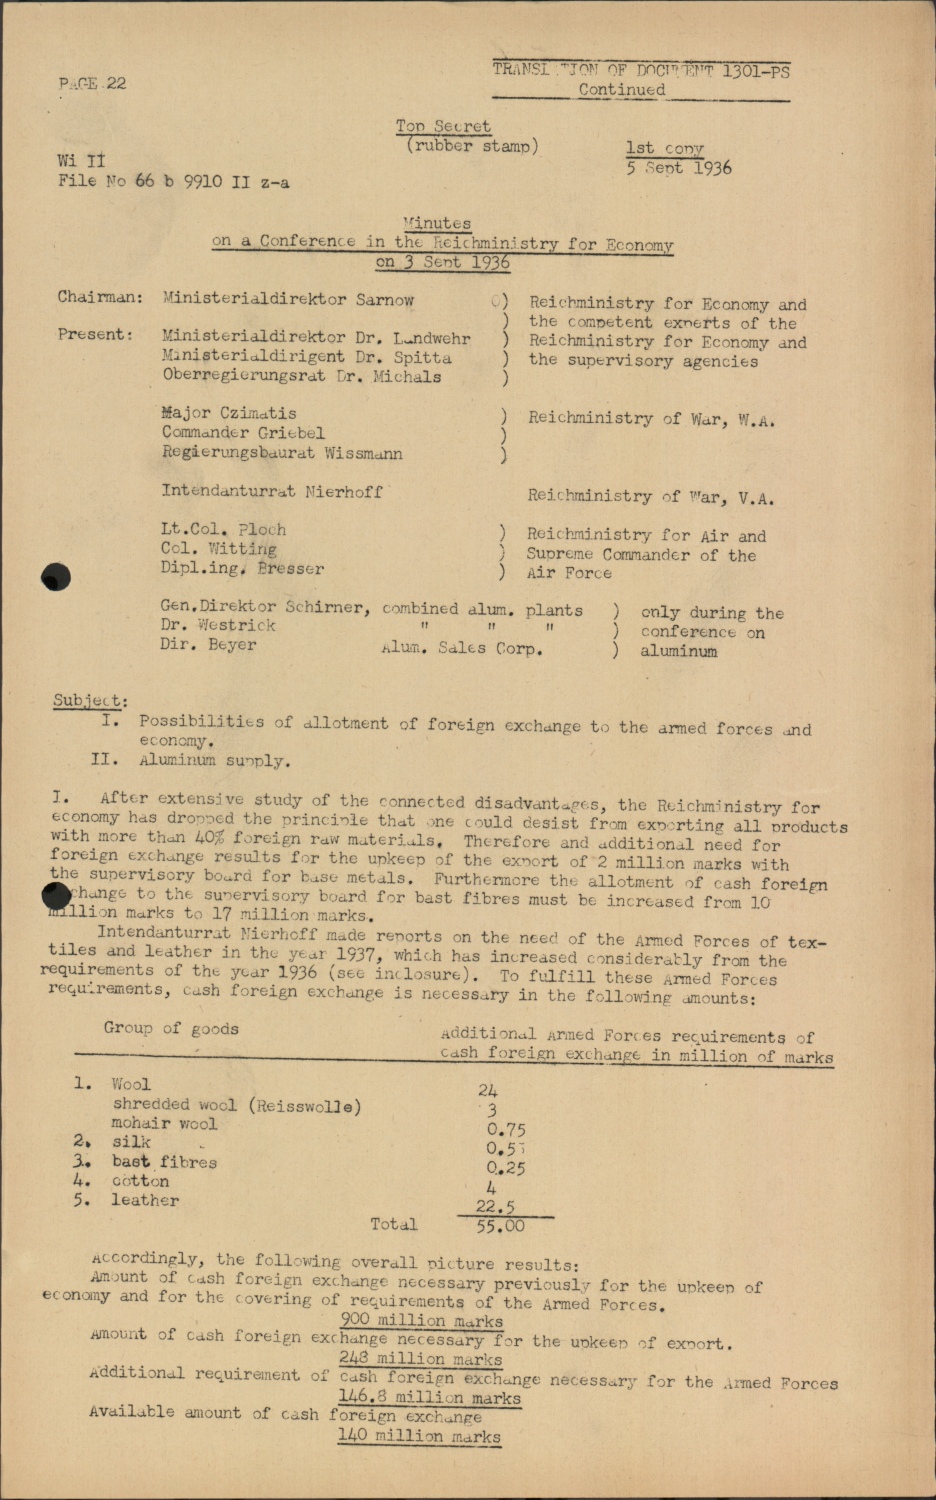 PAGE 22
TRANSLATION OF DOCUMENT 1301-PS
Continued
Top Secret
(rubber stamp)
1st copy
5 Sept 1936
Wi II
File No 66 b 9910 II z-a
Minutes
on a Conference in the Reichministry for Economy
on 3 Sept 1936
Chairman: Ministerialdirektor Sarnow ) Reichministry for Economy and
) the competent experts of the
Present: Ministerialdirektor Dr. Landwehr ) Reichministry for Economy and
Ministerialdirigent Dr. Spitta ) the supervisory agencies
Oberregierungsrat Dr. Michals )
Major Czimatis ) Reichministry of War, W.A.
Commander Griebel )
Regierungsbaurat Wissmann )
Intendanturrat Nierhoff Reichministry of War, V.A.
Lt.Col. Ploch ) Reichministry for Air and
Col. Witting ) Supreme Commander of the
Dipl.ing. Bresser ) Air Force
Gen.Direktor Schirner, combined alum. plants ) only during the
Dr. Westrick " " " ) conference on
Dir. Beyer Alum. Sales Corp. ) aluminum
Subject:
I. Possibilities of allotment of foreign exchange to the armed forces and
economy.
II. Aluminum supply.
I. After extensive study of the connected disadvantages, the Reichministry for
economy has dropped the principle that one could desist from exporting all products
with more than 40% foreign raw materials. Therefore and additional need for
foreign exchange results for the upkeep of the export of 2 million marks with
the supervisory board for base metals. Furthermore the allotment of cash foreign
change to the supervisory board for bast fibres must be increased from 10
million marks to 17 million marks.
Intendanturrat Nierhoff made reports on the need of the Armed Forces of tex-
tiles and leather in the year 1937, which has increased considerably from the
requirements of the year 1936 (see inclosure). To fulfill these Armed Forces
requirements, cash foreign exchange is necessary in the following amounts:
Group of goods Additional Armed Forces requirements of
cash foreign exchange in million of marks
1. Wool 24
shredded wool (Reisswolle) 3
mohair wool 0.75
2. silk 0.5
3. bast fibres 0.25
4. cotton 4
5. leather 22.5
Total 55.00
Accordingly, the following overall picture results:
Amount of cash foreign exchange necessary previously for the upkeep of
economy and for the covering of requirements of the Armed Forces.
900 million marks
Amount of cash foreign exchange necessary for the upkeep of export.
248 million marks
Additional requirement of cash foreign exchange necessary for the Armed Forces
146.8 million marks
Available amount of cash foreign exchange
140 million marks